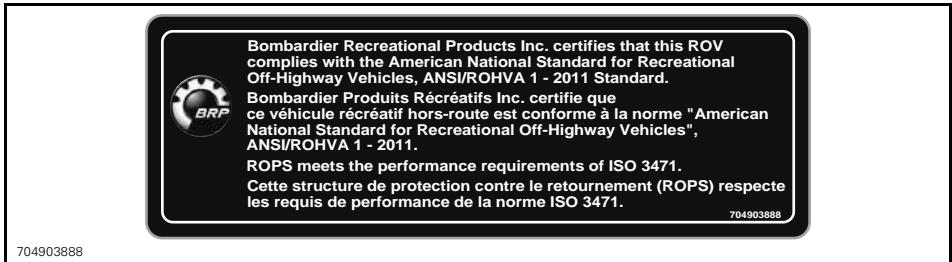 Bombardier Recreational Products Inc. certifies that this ROV
complies with the American National Standard for Recreational
Off-Highway Vehicles, ANSI/ROHVA 1 - 2011 Standard.
Bombardier Produits Récréatifs Inc. certifie que
ce véhicule récréatif hors-route est conforme à la norme "American
National Standard for Recreational Off-Highway Vehicles",
ANSI/ROHVA 1 - 2011.
ROPS meets the performance requirements of ISO 3471.
Cette structure de protection contre le retournement (ROPS) respecte
les requis de performance de la norme ISO 3471.
BRP
704903888
704903888